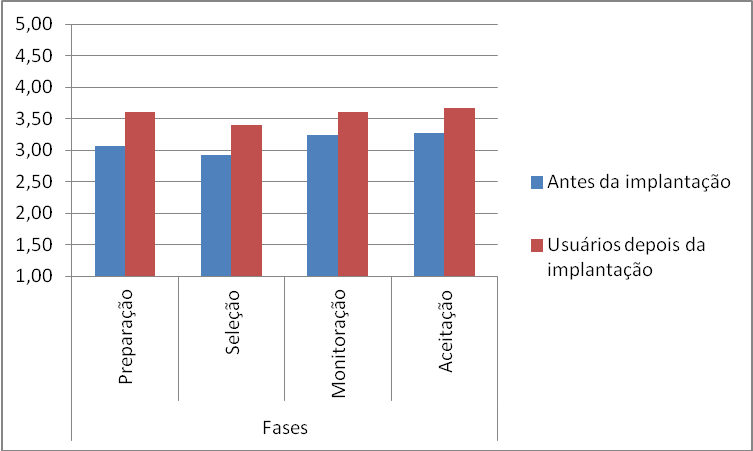 5,00
4,50
4,00
3,50
3,00
2,50
2,00
1,50
1,00
Preparação
Seleção
Monitoração
Aceitação
Fases
Antes da implantação
Usuários depois da
implantação